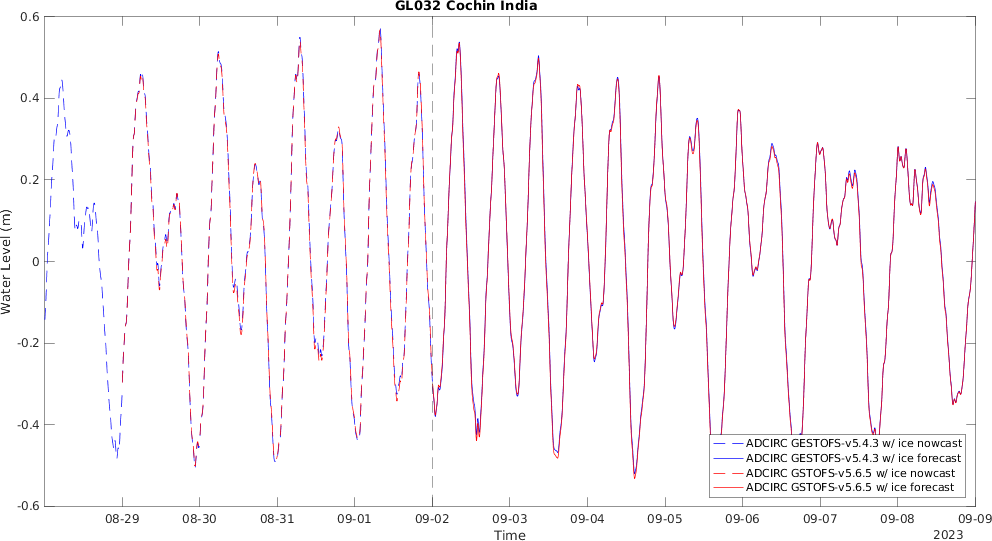 GL032 Cochin India
0.6
0.4
0.2
0
-0.2
-0.4
-0.6
Water Level (m)
ADCIRC GESTOFS-v5.4.3 w/ ice nowcast
ADCIRC GESTOFS-v5.4.3 w/ ice forecast
ADCIRC GSTOFS-v5.6.5 w/ ice nowcast
ADCIRC GSTOFS-v5.6.5 w/ ice forecast
08-29 08-30 08-31 09-01 09-02 09-03 09-04 09-05 09-06 09-07 09-08 09-09
Time
2023